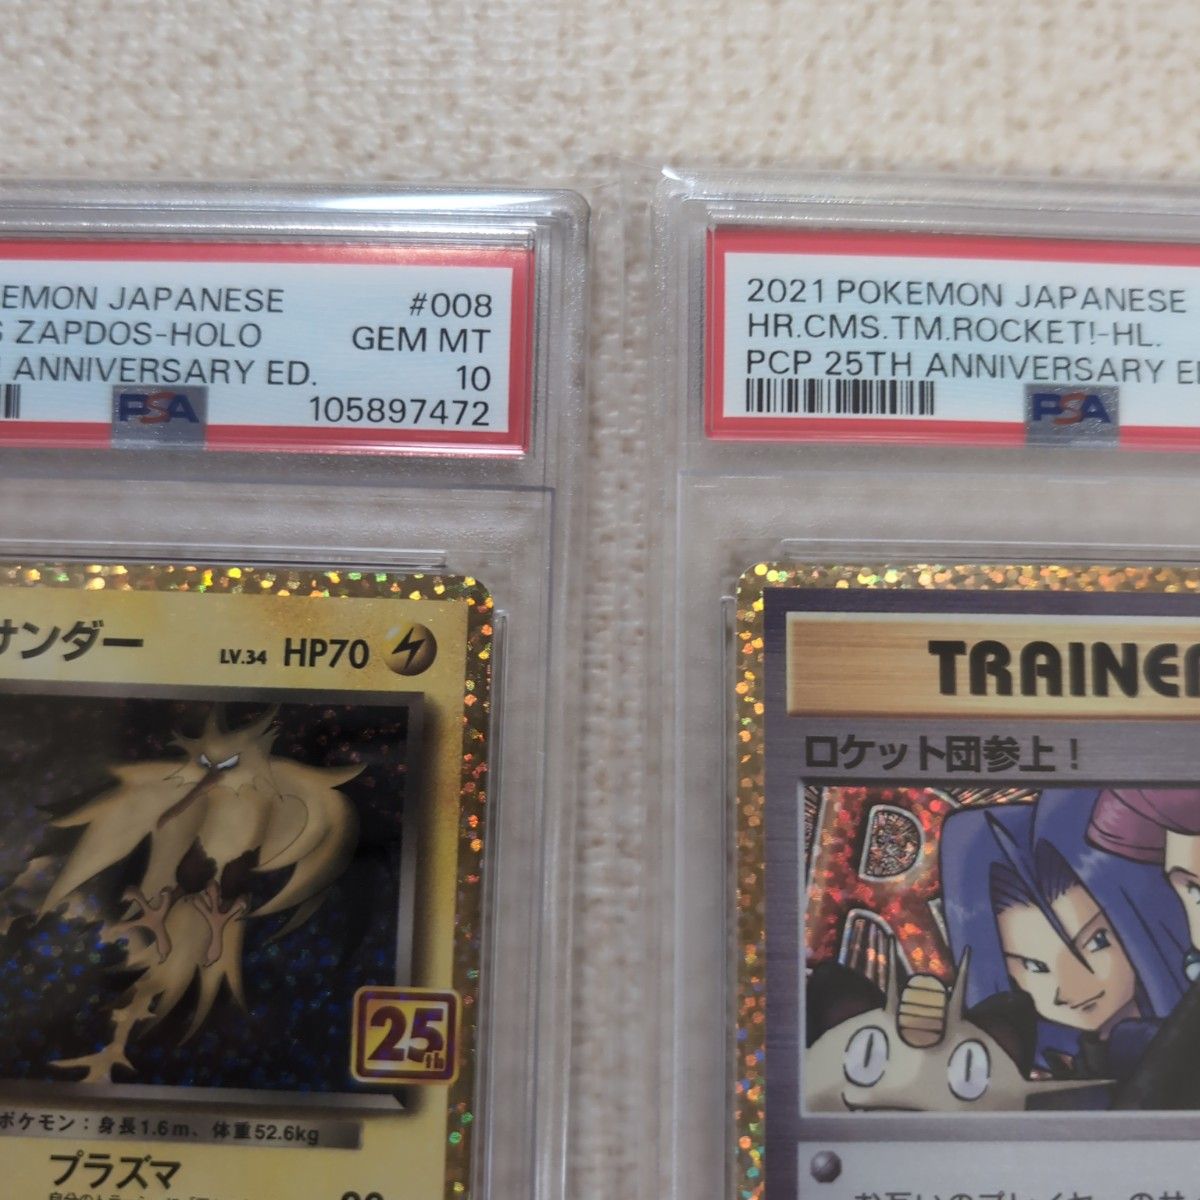 EMON JAPANESE #008
ZAPDOS-HOLO GEM MT
ANNIVERSARY ED. 10
PSA 105897472
サンダー LV.34 HP70
25th
ポケモン:身長1.6m、体重52.6kg
プラズマ
2021 POKEMON JAPANESE
HR.CMS.TM.ROCKET!-HL.
PCP 25TH ANNIVERSARY
PSA
TRAINER
ロケット団参上!
R